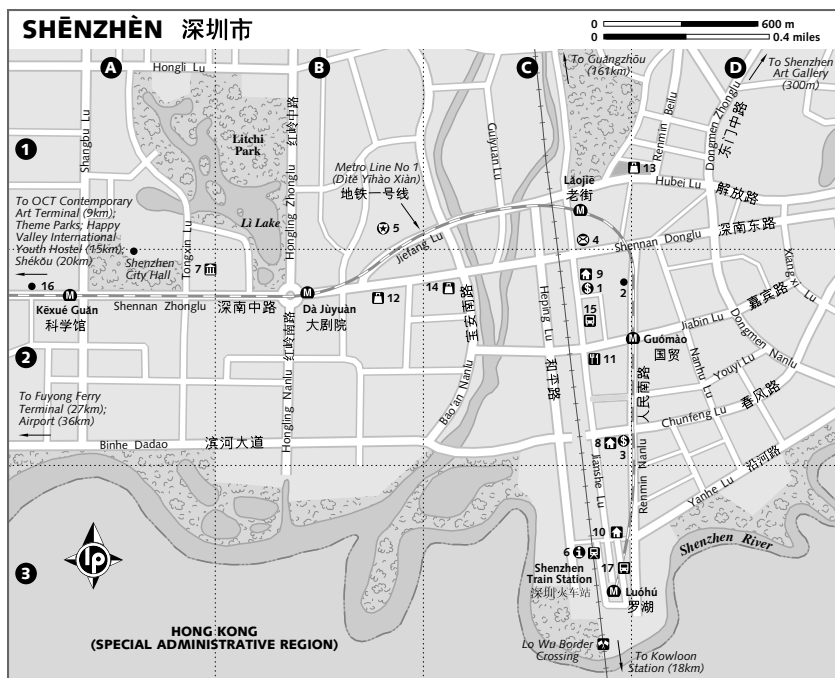 SHĒNZHÈN 深圳市
0 600 m
0 0.4 miles
A
B
C
D
1
2
3
Hongli Lu
To Guǎngzhōu
(161km)
To Shenzhen
Art Gallery
(300m)
Shangbu Lu
Litchi
Park
红岭中路
Hongling Zhonglu
Metro Line No 1
(Dìtě Yīhào Xiàn)
地铁一号线
Guiyuan Lu
Renmin Beilu
Dongmen Zhonglu
东门中路
13
Lǎojiē
老街
Hubei Lu
解放路
To OCT Contemporary
Art Terminal (9km);
Theme Parks; Happy
Valley International
Youth Hostel (15km);
Shékǒu (20km)
Lì Lake
5
Jiefang Lu
4
Shennan Donglu
深南东路
Tongxin Lu
Shenzhen
City Hall
7
16
Kēxué Guǎn
科学馆
Shennan Zhonglu
深南中路
Dà Jùyuàn
大剧院
12
14
9
1
2
15
Xiangxi Lu
嘉宾路
Heping Lu
和平路
宝安南路
Bao'an Nanlu
Jiabin Lu
Guómào
国贸
11
Dongmen Nanlu
Nanhu Lu
Youyi Lu
春风路
红岭南路
Hongling Nanlu
人民南路
To Fuyong Ferry
Terminal (27km);
Airport (36km)
Binhe Dadao
滨河大道
Chunfeng Lu
8
3
Jianshe Lu
Renmin Nanlu
沿河路
Yanhe Lu
10
6
Shenzhen
Train Station
深圳火车站
17
Luóhú
罗湖
Shenzhen River
lp
HONG KONG
(SPECIAL ADMINISTRATIVE REGION)
Lo Wu Border
Crossing
To Kowloon
Station (18km)